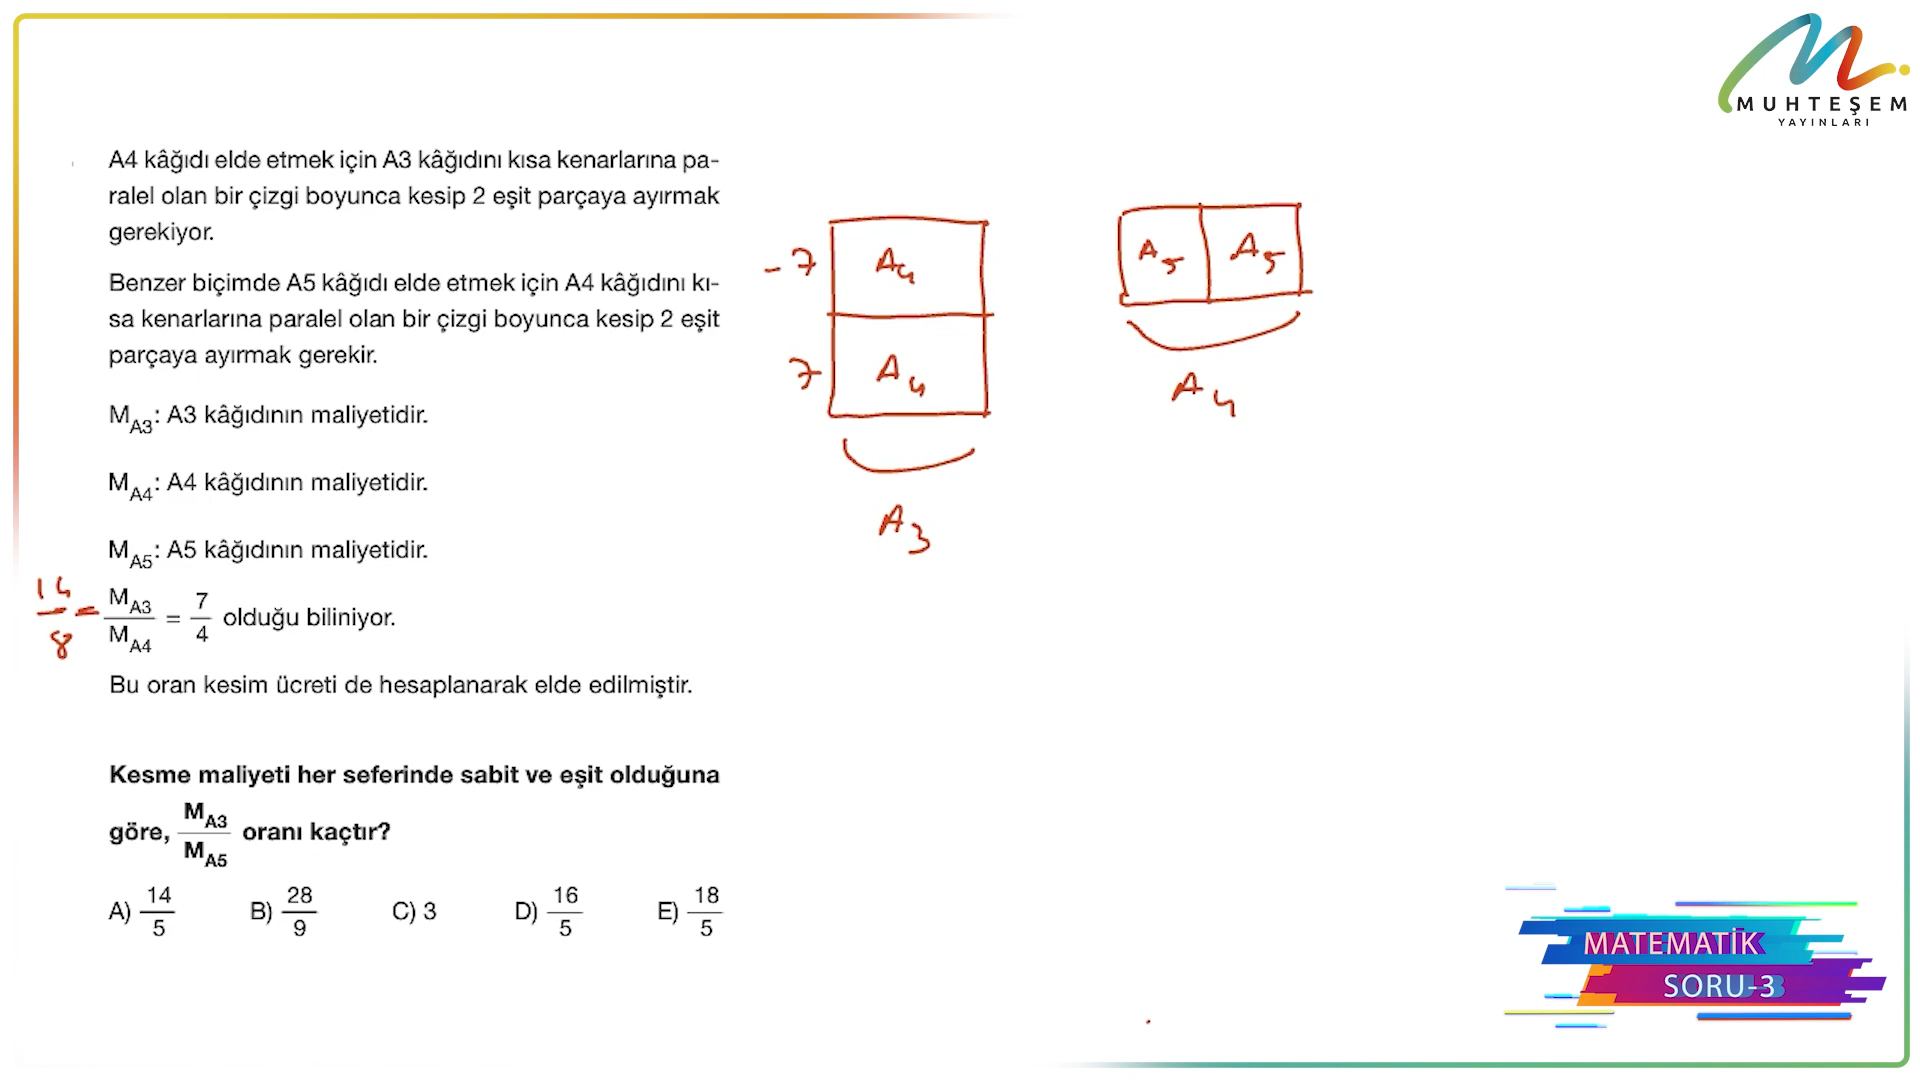 MUHTEŞEM
YAYINLARI
A4 kâğıdı elde etmek için A3 kâğıdını kısa kenarlarına pa-
ralel olan bir çizgi boyunca kesip 2 eşit parçaya ayırmak
gerekiyor.
Benzer biçimde A5 kâğıdı elde etmek için A4 kâğıdını kı-
sa kenarlarına paralel olan bir çizgi boyunca kesip 2 eşit
parçaya ayırmak gerekir.
M_A3: A3 kâğıdının maliyetidir.
M_A4: A4 kâğıdının maliyetidir.
M_A5: A5 kâğıdının maliyetidir.
14/8 = M_A3/M_A4 = 7/4 olduğu biliniyor.
Bu oran kesim ücreti de hesaplanarak elde edilmiştir.
Kesme maliyeti her seferinde sabit ve eşit olduğuna
göre, M_A3/M_A5 oranı kaçtır?
A) 14/5 B) 28/9 C) 3 D) 16/5 E) 18/5
-7 A4
7 A4
A3
A5 A5
A4
MATEMATİK
SORU-3